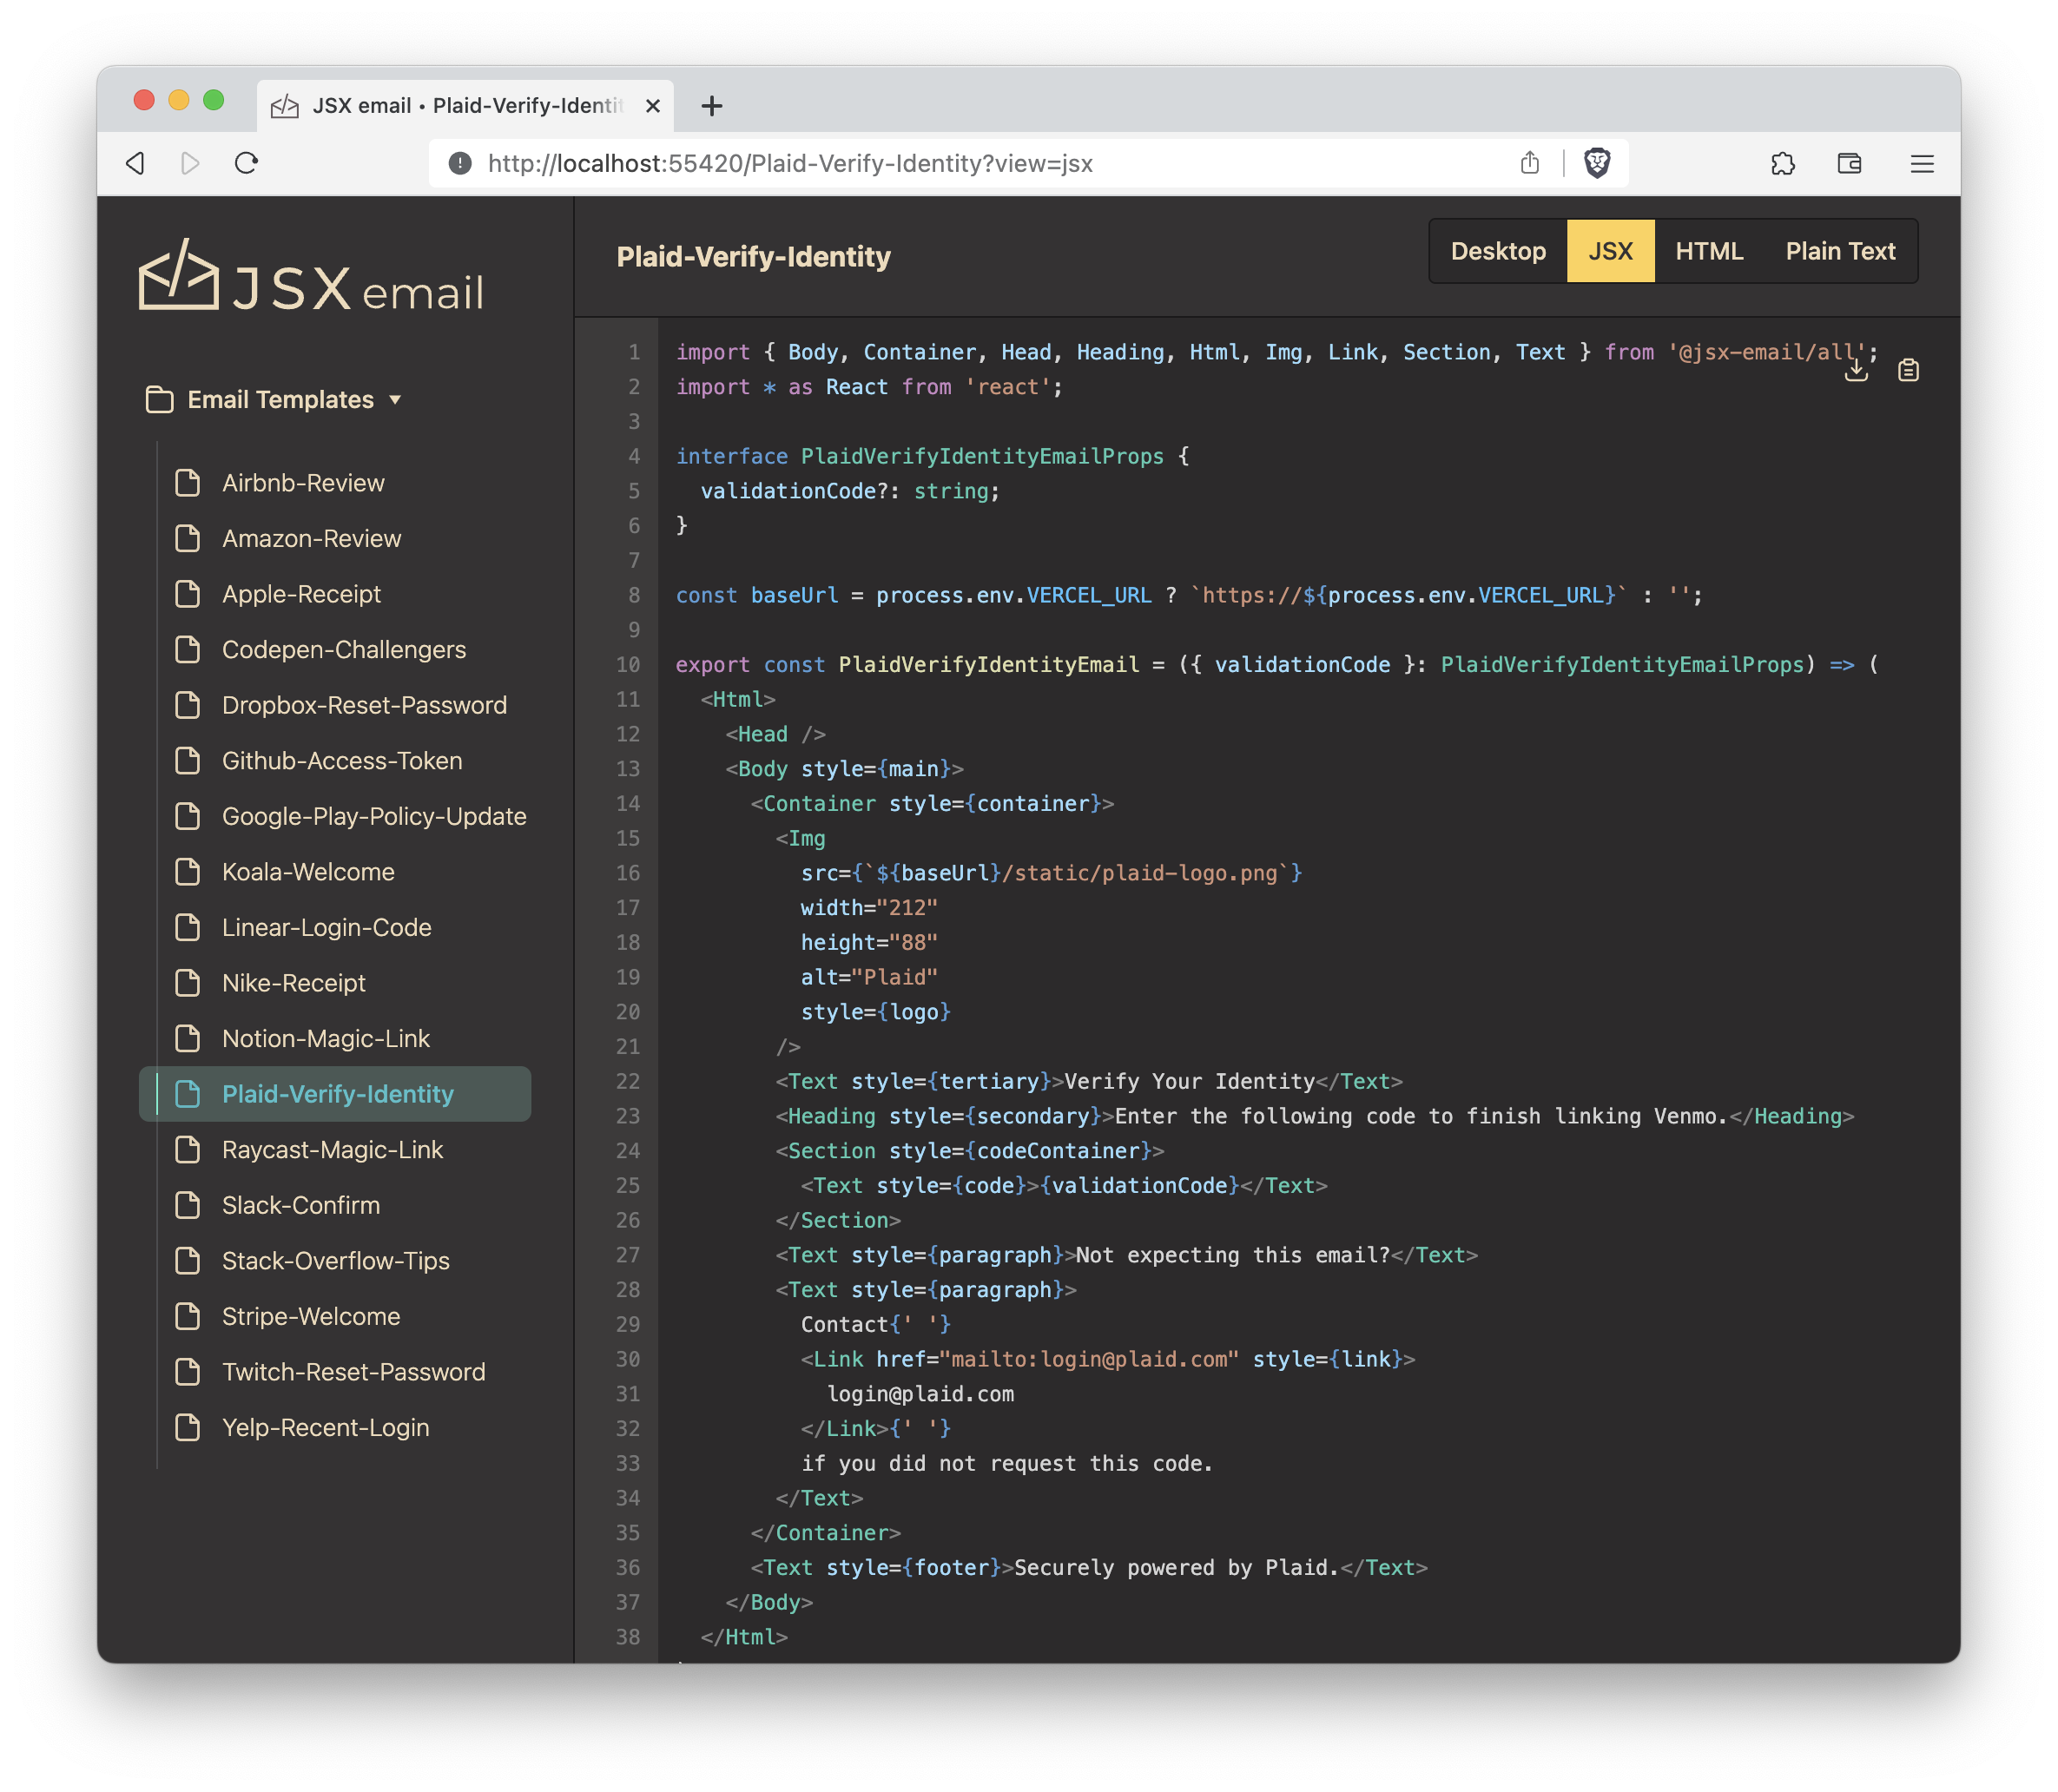 JSX email • Plaid-Verify-Identit
http://localhost:55420/Plaid-Verify-Identity?view=jsx
JSX email
Email Templates
Airbnb-Review
Amazon-Review
Apple-Receipt
Codepen-Challengers
Dropbox-Reset-Password
Github-Access-Token
Google-Play-Policy-Update
Koala-Welcome
Linear-Login-Code
Nike-Receipt
Notion-Magic-Link
Plaid-Verify-Identity
Raycast-Magic-Link
Slack-Confirm
Stack-Overflow-Tips
Stripe-Welcome
Twitch-Reset-Password
Yelp-Recent-Login
Plaid-Verify-Identity
Desktop JSX HTML Plain Text
1 import { Body, Container, Head, Heading, Html, Img, Link, Section, Text } from '@jsx-email/all';
2 import * as React from 'react';
3
4 interface PlaidVerifyIdentityEmailProps {
5   validationCode?: string;
6 }
7
8 const baseUrl = process.env.VERCEL_URL ? `https://${process.env.VERCEL_URL}` : '';
9
10 export const PlaidVerifyIdentityEmail = ({ validationCode }: PlaidVerifyIdentityEmailProps) => (
11   <Html>
12     <Head />
13     <Body style={main}>
14       <Container style={container}>
15         <Img
16           src={`${baseUrl}/static/plaid-logo.png`}
17           width="212"
18           height="88"
19           alt="Plaid"
20           style={logo}
21         />
22         <Text style={tertiary}>Verify Your Identity</Text>
23         <Heading style={secondary}>Enter the following code to finish linking Venmo.</Heading>
24         <Section style={codeContainer}>
25           <Text style={code}>{validationCode}</Text>
26         </Section>
27         <Text style={paragraph}>Not expecting this email?</Text>
28         <Text style={paragraph}>
29           Contact{' '}
30           <Link href="mailto:login@plaid.com" style={link}>
31             login@plaid.com
32           </Link>{' '}
33           if you did not request this code.
34         </Text>
35       </Container>
36       <Text style={footer}>Securely powered by Plaid.</Text>
37     </Body>
38   </Html>